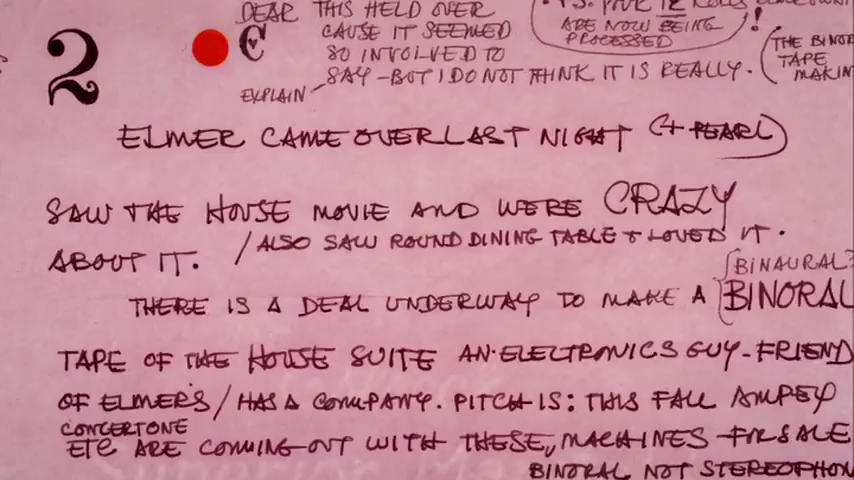 DEAR THIS HELD OVER
2 C CAUSE IT SEEMED
SO INVOLVED TO
EXPLAIN SAY-BUT I DO NOT THINK IT IS REALLY.
ARE NOW BEING
PROCESSED !
(THE BINOR
TAPE
MAKIN
ELMER CAME OVER LAST NIGHT (+ PEARL)
SAW THE HOUSE MOVIE AND WERE CRAZY
ABOUT IT. / ALSO SAW ROUND DINING TABLE & LOVED IT.
(BINAURAL?
THERE IS A DEAL UNDERWAY TO MAKE A BINORAL
TAPE OF THE HOUSE SUITE AN ELECTRONICS GUY-FRIEND
OF ELMER'S / HAS A COMPANY. PITCH IS: THIS FALL AMPEX
CONCERTONE
ETC ARE COMING-OUT WITH THESE, MACHINES FOR SALE
BINORAL NOT STEREOPHON